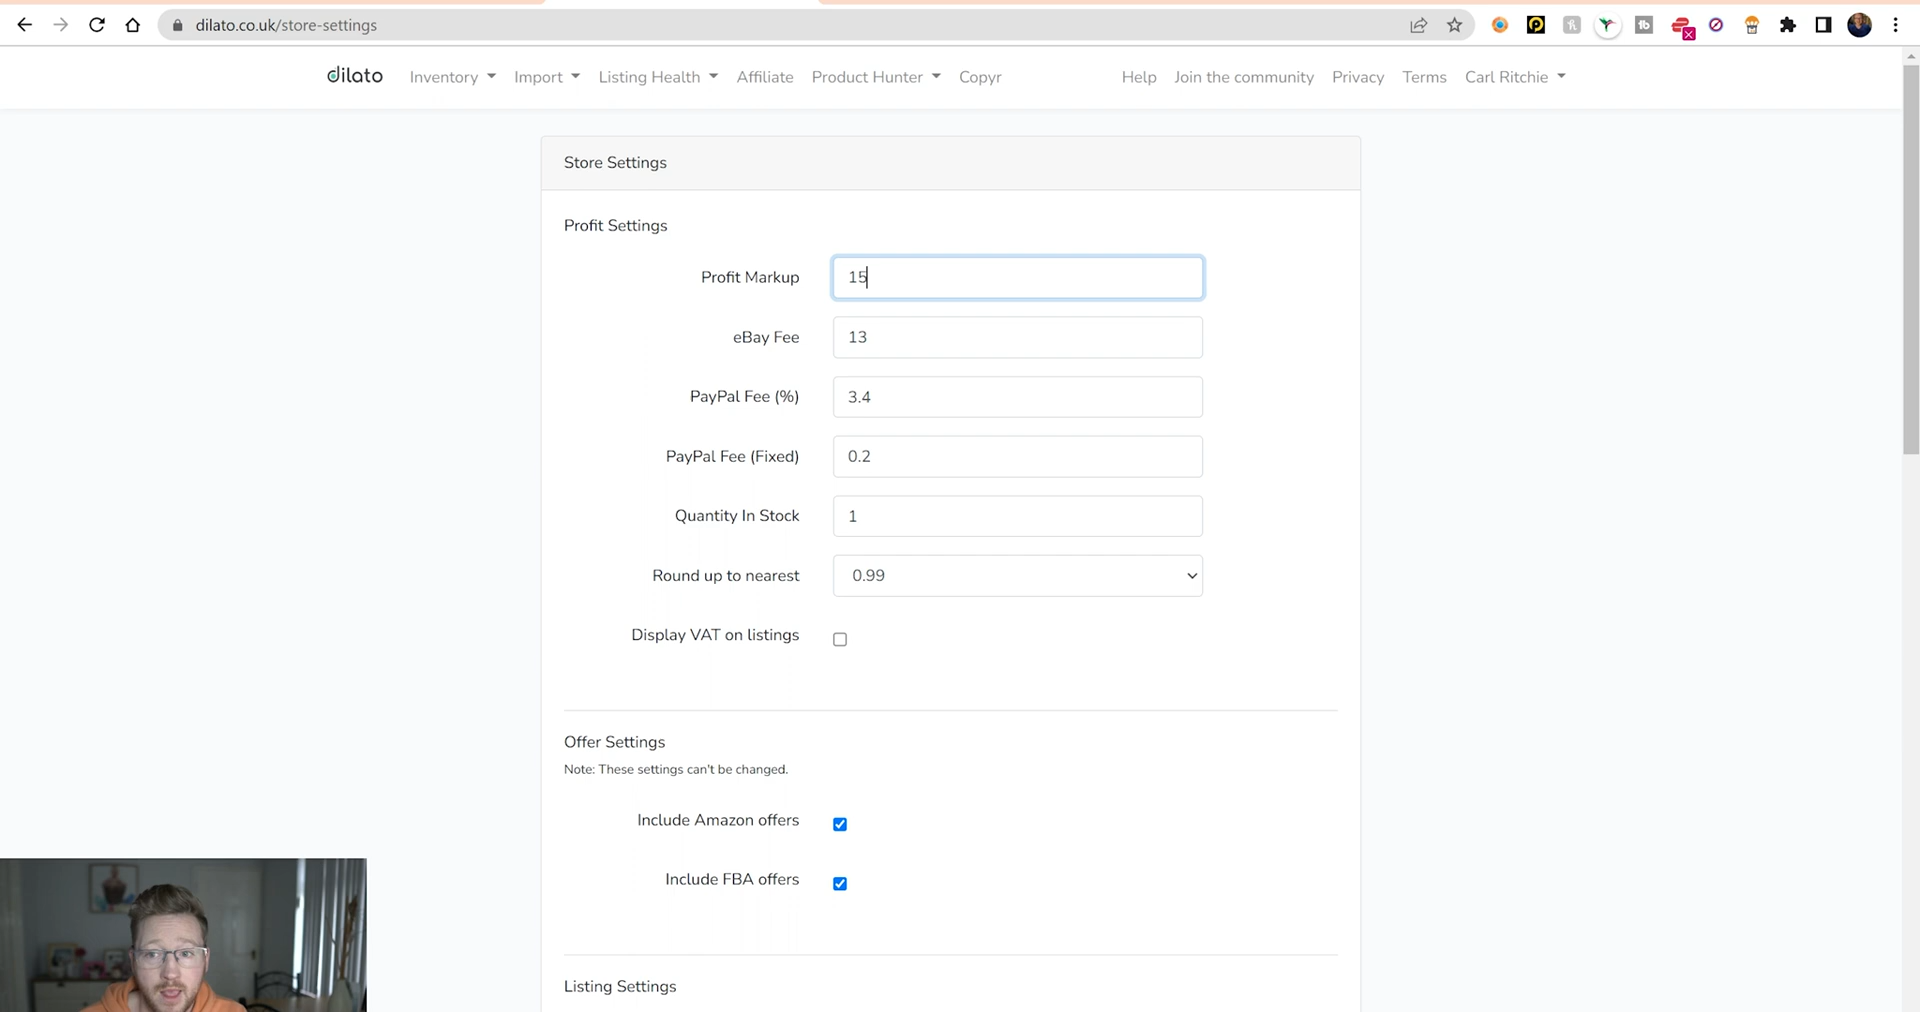 dilato.co.uk/store-settings
dilato Inventory Import Listing Health Affiliate Product Hunter Copyr Help Join the community Privacy Terms Carl Ritchie
Store Settings
Profit Settings
Profit Markup 15
eBay Fee 13
PayPal Fee (%) 3.4
PayPal Fee (Fixed) 0.2
Quantity In Stock 1
Round up to nearest 0.99
Display VAT on listings
Offer Settings
Note: These settings can't be changed.
Include Amazon offers
Include FBA offers
Listing Settings